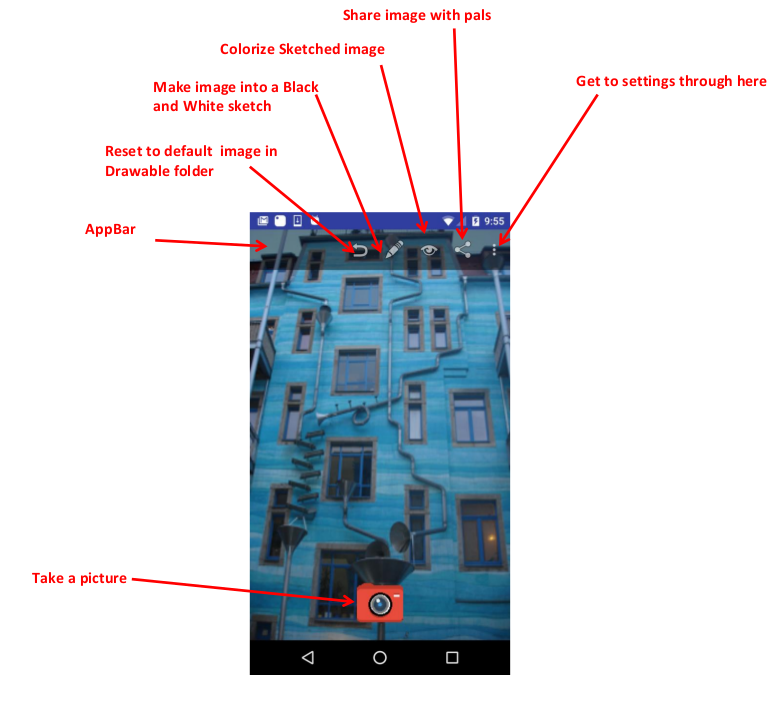 Share image with pals
Colorize Sketched image
Make image into a Black
and White sketch
Get to settings through here
Reset to default image in
Drawable folder
AppBar
9:55
Take a picture